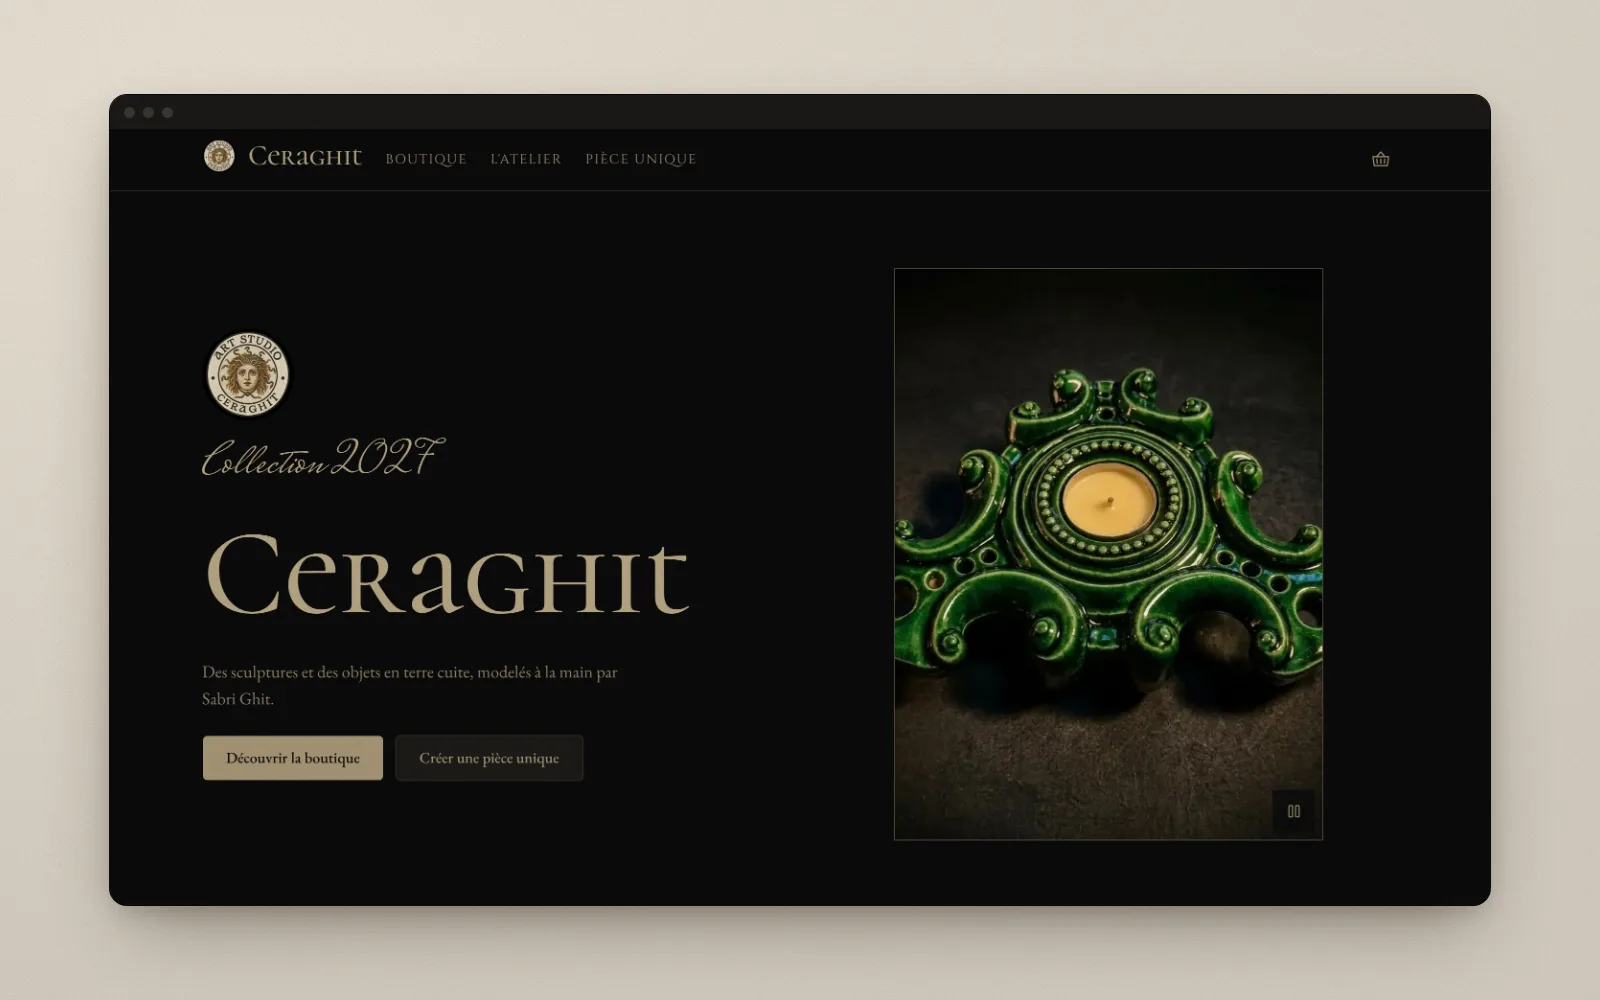 Ceraghit BOUTIQUE L'ATELIER PIÈCE UNIQUE
ART STUDIO
CERAGHIT
Collection 2027
Ceraghit
Des sculptures et des objets en terre cuite, modelés à la main par
Sabri Ghit.
Découvrir la boutique Créer une pièce unique